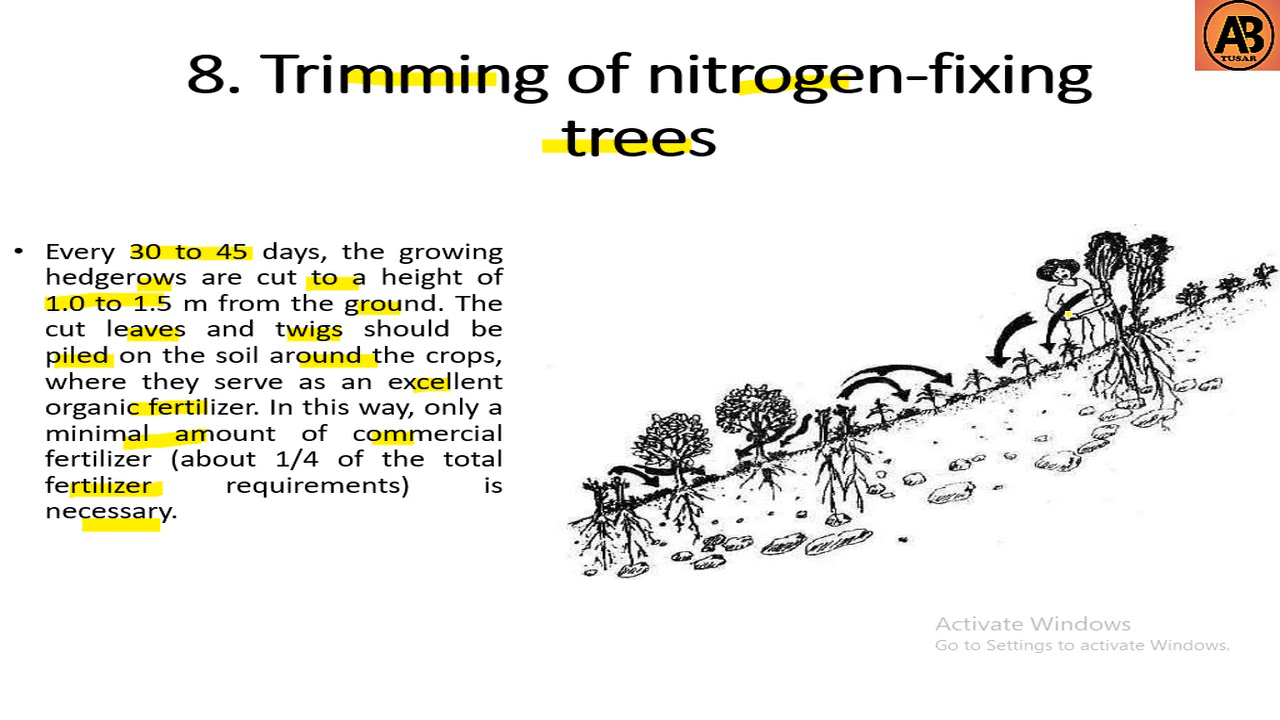 AB
TUSAR
8. Trimming of nitrogen-fixing
trees
• Every 30 to 45 days, the growing
hedgerows are cut to a height of
1.0 to 1.5 m from the ground. The
cut leaves and twigs should be
piled on the soil around the crops,
where they serve as an excellent
organic fertilizer. In this way, only a
minimal amount of commercial
fertilizer (about 1/4 of the total
fertilizer requirements) is
necessary.
Activate Windows
Go to Settings to activate Windows.